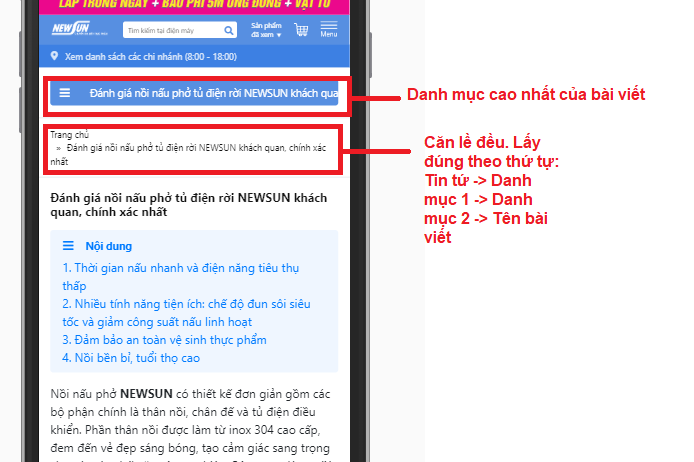 LẮP TRONG NGÀY + BAO PHÍ 5M ỐNG ĐỒNG + VẬT TƯ
NEWSUN
Tìm kiếm tại điện máy
Sản phẩm
đã xem ▼
Menu
Xem danh sách các chi nhánh (8:00 - 18:00)
Đánh giá nồi nấu phở tủ điện rời NEWSUN khách qua
Danh mục cao nhất của bài viết
Trang chủ
» Đánh giá nồi nấu phở tủ điện rời NEWSUN khách quan, chính xác
nhất
Căn lề đều. Lấy
đúng theo thứ tự:
Tin tứ -> Danh
mục 1 -> Danh
mục 2 -> Tên bài
viết
Đánh giá nồi nấu phở tủ điện rời NEWSUN khách
quan, chính xác nhất
Nội dung
1. Thời gian nấu nhanh và điện năng tiêu thụ
thấp
2. Nhiều tính năng tiện ích: chế độ đun sôi siêu
tốc và giảm công suất nấu linh hoạt
3. Đảm bảo an toàn vệ sinh thực phẩm
4. Nồi bền bỉ, tuổi thọ cao
Nồi nấu phở NEWSUN có thiết kế đơn giản gồm các
bộ phận chính là thân nồi, chân đế và tủ điện điều
khiển. Phần thân nồi được làm từ inox 304 cao cấp,
đem đến vẻ đẹp sáng bóng, tạo cảm giác sang trọng